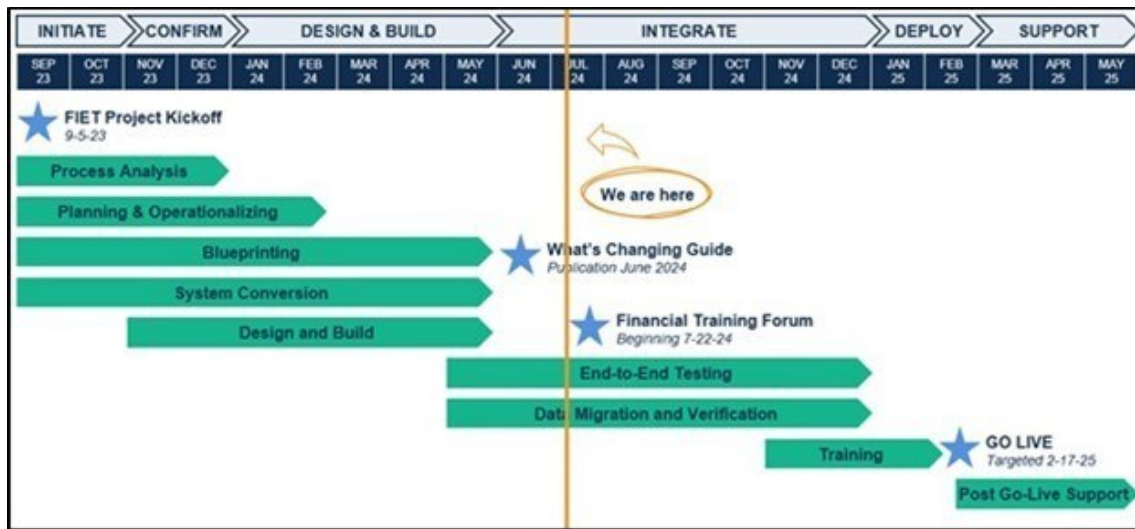 INITIATE CONFIRM DESIGN & BUILD INTEGRATE DEPLOY SUPPORT
SEP OCT NOV DEC JAN FEB MAR APR MAY JUN JUL AUG SEP OCT NOV DEC JAN FEB MAR APR MAY
23 23 23 23 24 24 24 24 24 24 24 24 24 24 24 24 25 25 25 25 25
FIET Project Kickoff
9-5-23
Process Analysis
We are here
Planning & Operationalizing
Blueprinting
What's Changing Guide
Publication June 2024
System Conversion
Financial Training Forum
Beginning 7-22-24
Design and Build
End-to-End Testing
Data Migration and Verification
GO LIVE
Targeted 2-17-25
Training
Post Go-Live Support